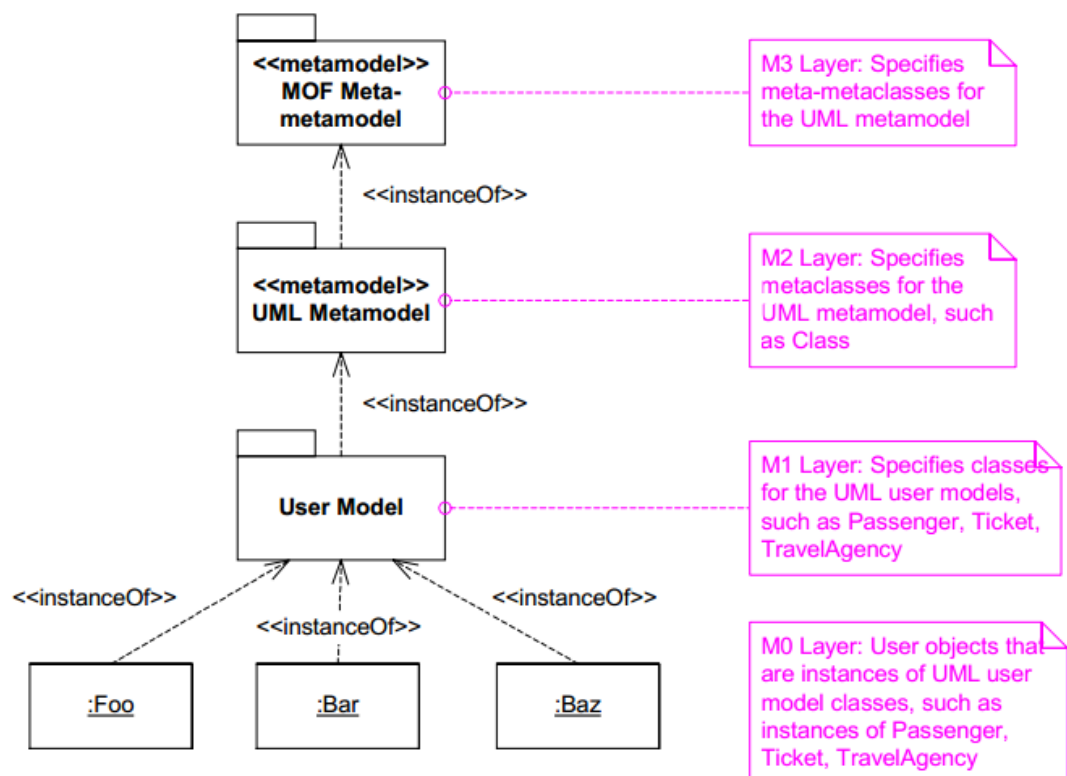 <<metamodel>>
MOF Meta-
metamodel
M3 Layer: Specifies
meta-metaclasses for
the UML metamodel
<<instanceOf>>
<<metamodel>>
UML Metamodel
M2 Layer: Specifies
metaclasses for the
UML metamodel, such
as Class
<<instanceOf>>
User Model
M1 Layer: Specifies classes
for the UML user models,
such as Passenger, Ticket,
TravelAgency
<<instanceOf>>
<<instanceOf>>
<<instanceOf>>
:Foo
:Bar
:Baz
M0 Layer: User objects that
are instances of UML user
model classes, such as
instances of Passenger,
Ticket, TravelAgency